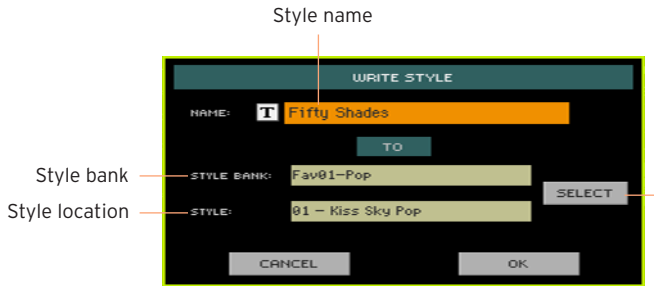 Style name
WRITE STYLE
NAME: T Fifty Shades
TO
Style bank STYLE BANK: Fav01-Pop
SELECT
Style location STYLE: 01 - Kiss Sky Pop
CANCEL OK